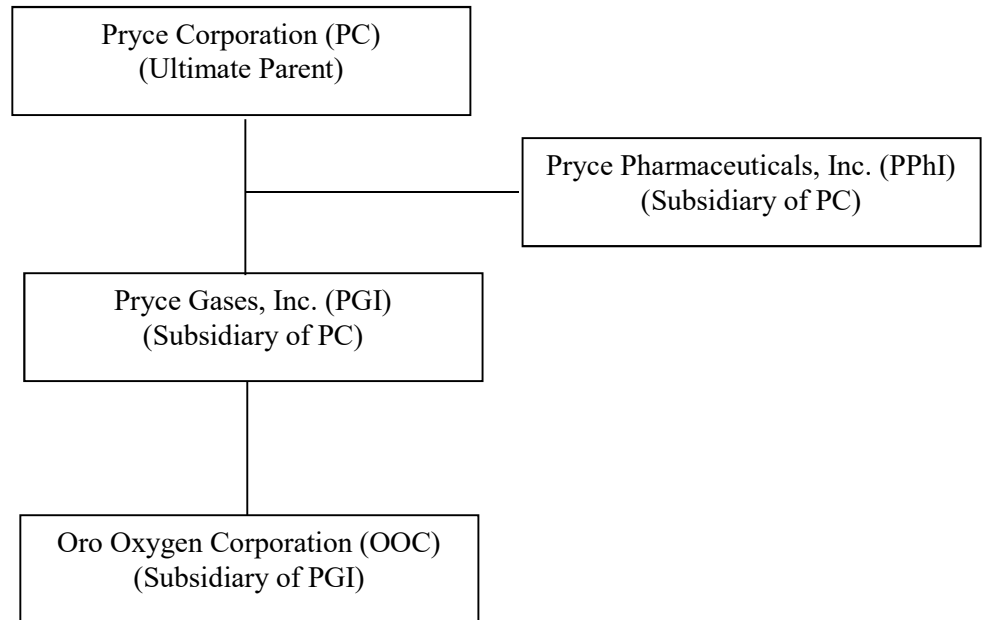 Pryce Corporation (PC)
(Ultimate Parent)
Pryce Pharmaceuticals, Inc. (PPhI)
(Subsidiary of PC)
Pryce Gases, Inc. (PGI)
(Subsidiary of PC)
Oro Oxygen Corporation (OOC)
(Subsidiary of PGI)